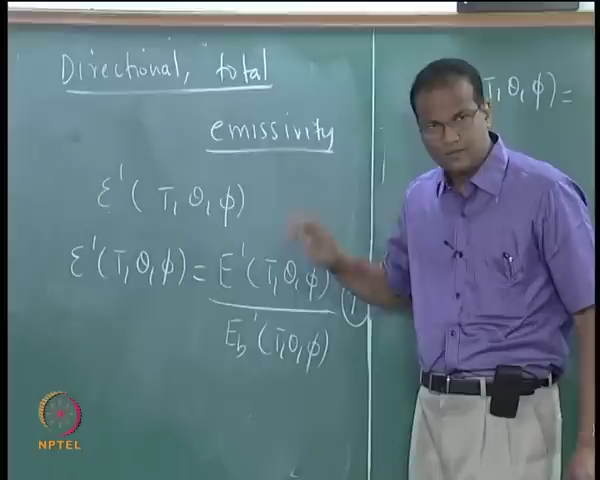 Directional, total
emissivity
ε'( T, θ, φ)
ε'(T, θ, φ) = E'(T, θ, φ)
E_b'(T, θ, φ)
1
T, θ, φ) =
NPTEL